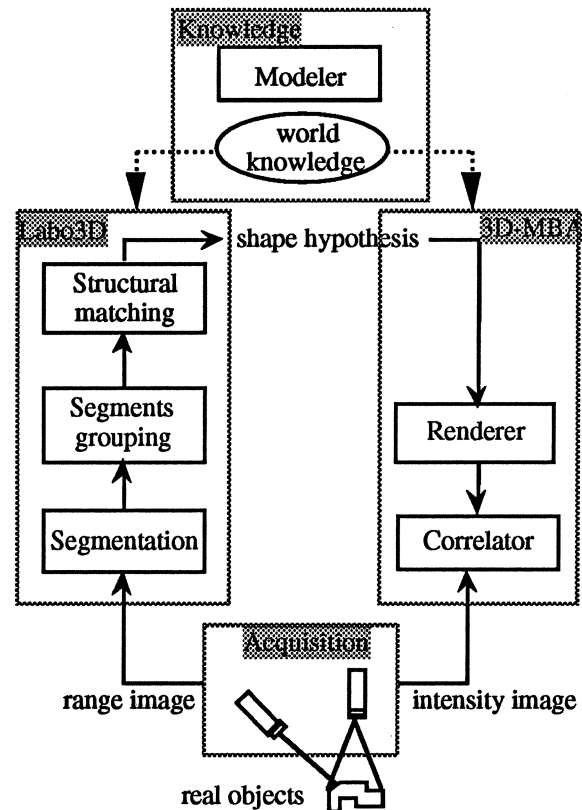 Knowledge
Modeler
world
knowledge
Labo3D
3D-MBA
shape hypothesis
Structural
matching
Segments
grouping
Renderer
Segmentation
Correlator
Acquisition
range image
intensity image
real objects